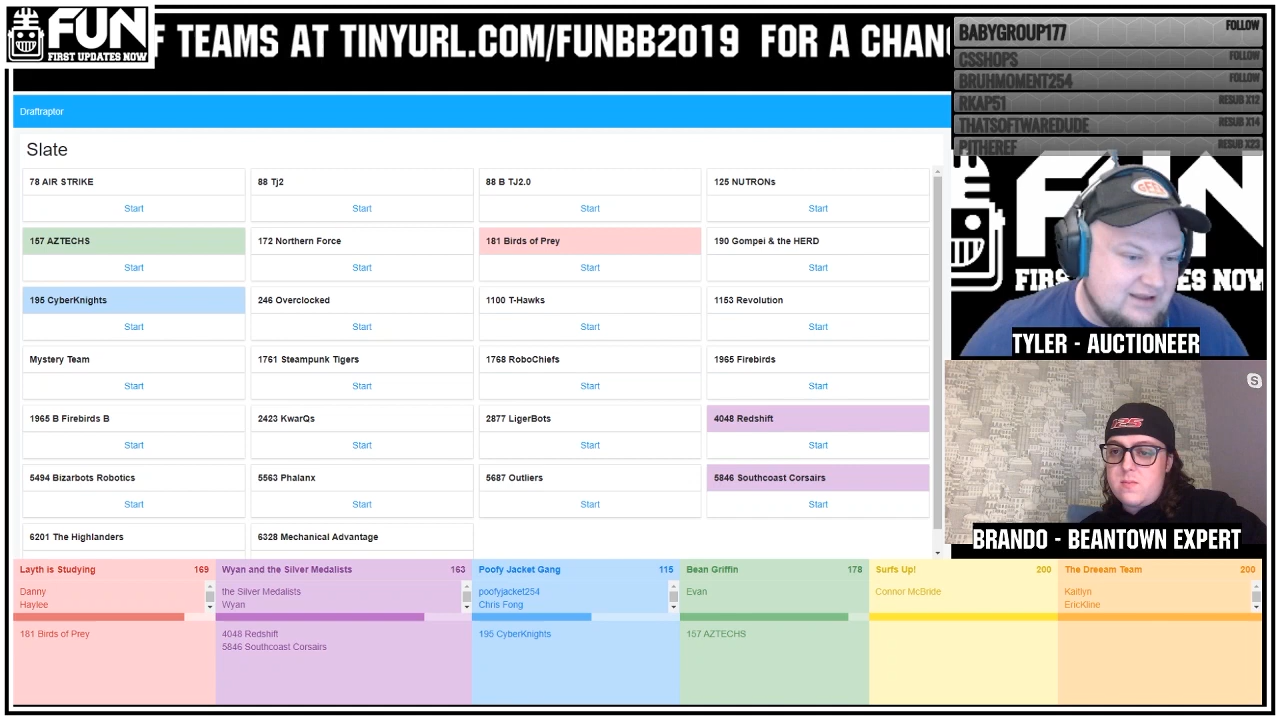 FUN
FIRST UPDATES NOW
F TEAMS AT TINYURL.COM/FUNBB2019 FOR A CHAN
BABYGROUP177 FOLLOW
CSSHOPS FOLLOW
BRUHMOMENT254 FOLLOW
RKAP51 RESUB X12
THATSOFTWAREDUDE RESUB X14
PITHEREF RESUB X23
Draftraptor
Slate
78 AIR STRIKE
88 Tj2
88 B TJ2.0
125 NUTRONs
Start
Start
Start
Start
157 AZTECHS
172 Northern Force
181 Birds of Prey
190 Gompei & the HERD
Start
Start
Start
Start
195 CyberKnights
246 Overclocked
1100 T-Hawks
1153 Revolution
Start
Start
Start
Start
Mystery Team
1761 Steampunk Tigers
1768 RoboChiefs
1965 Firebirds
Start
Start
Start
Start
1965 B Firebirds B
2423 KwarQs
2877 LigerBots
4048 Redshift
Start
Start
Start
Start
5494 Bizarbots Robotics
5563 Phalanx
5687 Outliers
5846 Southcoast Corsairs
Start
Start
Start
Start
6201 The Highlanders
6328 Mechanical Advantage
FIRST UPDATES NOW
TYLER - AUCTIONEER
125
BRANDO - BEANTOWN EXPERT
Layth is Studying 169
Danny
Haylee
181 Birds of Prey
Wyan and the Silver Medalists 163
the Silver Medalists
Wyan
4048 Redshift
5846 Southcoast Corsairs
Poofy Jacket Gang 115
poofyjacket254
Chris Fong
195 CyberKnights
Bean Griffin 178
Evan
157 AZTECHS
Surfs Up! 200
Connor McBride
The Dreeam Team 200
Kaitlyn
EricKline